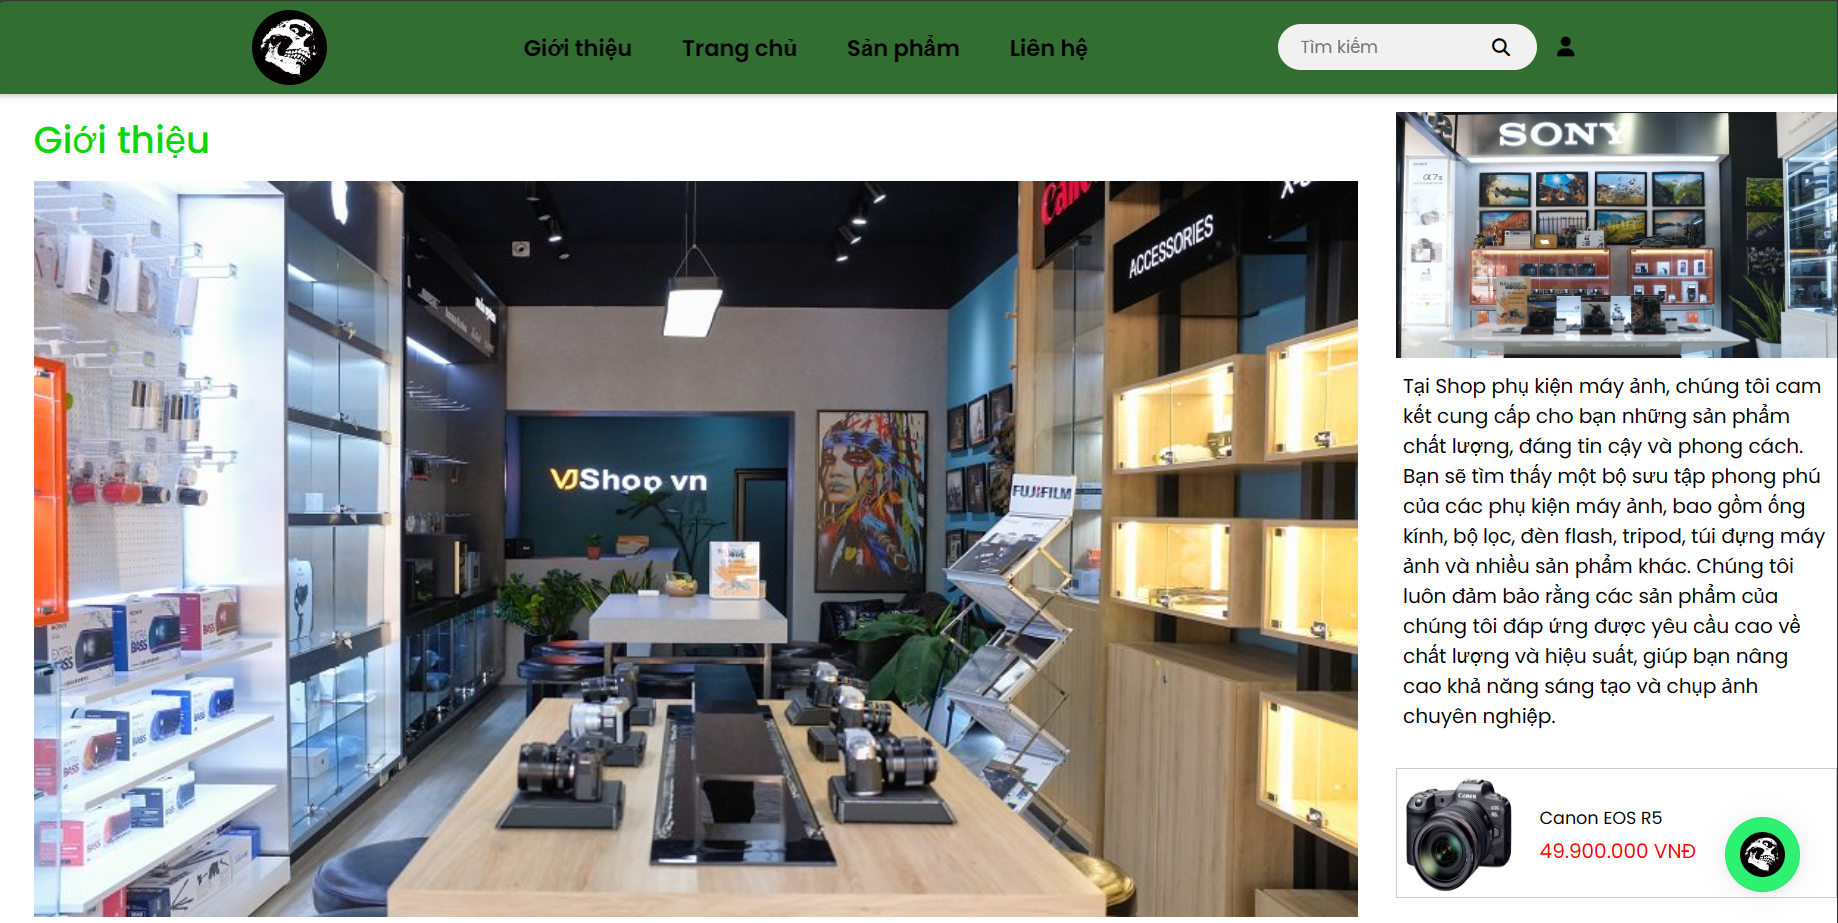 Giới thiệu
Trang chủ
Sản phẩm
Liên hệ
Tìm kiếm
Giới thiệu
SONY
ACCESSORIES
VJShop vn
FUJIFILM
EXTRA BASS
Tại Shop phụ kiện máy ảnh, chúng tôi cam
kết cung cấp cho bạn những sản phẩm
chất lượng, đáng tin cậy và phong cách.
Bạn sẽ tìm thấy một bộ sưu tập phong phú
của các phụ kiện máy ảnh, bao gồm ống
kính, bộ lọc, đèn flash, tripod, túi đựng máy
ảnh và nhiều sản phẩm khác. Chúng tôi
luôn đảm bảo rằng các sản phẩm của
chúng tôi đáp ứng được yêu cầu cao về
chất lượng và hiệu suất, giúp bạn nâng
cao khả năng sáng tạo và chụp ảnh
chuyên nghiệp.
Canon EOS R5
49.900.000 VNĐ